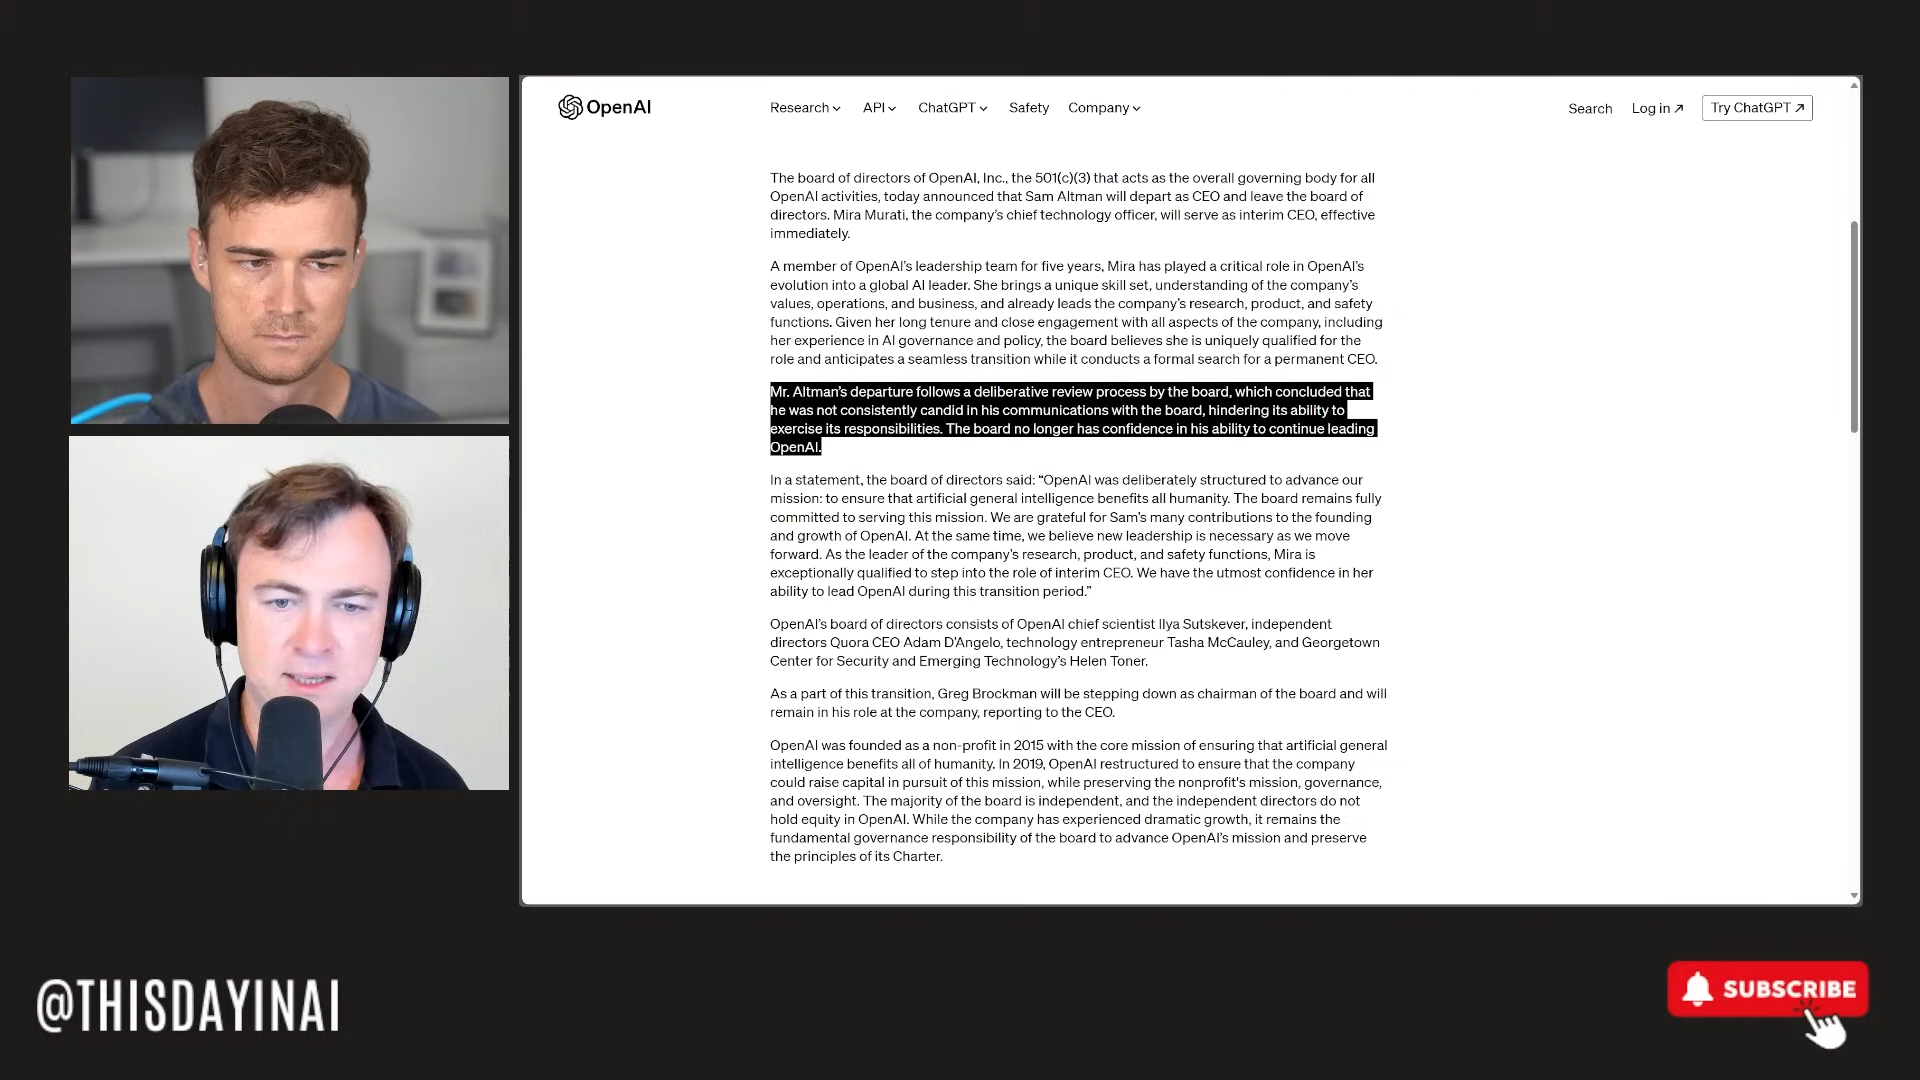 OpenAI
Research
API
ChatGPT
Safety
Company
Search
Log in
Try ChatGPT
The board of directors of OpenAI, Inc., the 501(c)(3) that acts as the overall governing body for all
OpenAI activities, today announced that Sam Altman will depart as CEO and leave the board of
directors. Mira Murati, the company’s chief technology officer, will serve as interim CEO, effective
immediately.
A member of OpenAI’s leadership team for five years, Mira has played a critical role in OpenAI’s
evolution into a global AI leader. She brings a unique skill set, understanding of the company’s
values, operations, and business, and already leads the company’s research, product, and safety
functions. Given her long tenure and close engagement with all aspects of the company, including
her experience in AI governance and policy, the board believes she is uniquely qualified for the
role and anticipates a seamless transition while it conducts a formal search for a permanent CEO.
Mr. Altman’s departure follows a deliberative review process by the board, which concluded that
he was not consistently candid in his communications with the board, hindering its ability to
exercise its responsibilities. The board no longer has confidence in his ability to continue leading
OpenAI.
In a statement, the board of directors said: “OpenAI was deliberately structured to advance our
mission: to ensure that artificial general intelligence benefits all humanity. The board remains fully
committed to serving this mission. We are grateful for Sam’s many contributions to the founding
and growth of OpenAI. At the same time, we believe new leadership is necessary as we move
forward. As the leader of the company’s research, product, and safety functions, Mira is
exceptionally qualified to step into the role of interim CEO. We have the utmost confidence in her
ability to lead OpenAI during this transition period.”
OpenAI’s board of directors consists of OpenAI chief scientist Ilya Sutskever, independent
directors Quora CEO Adam D’Angelo, technology entrepreneur Tasha McCauley, and Georgetown
Center for Security and Emerging Technology’s Helen Toner.
As a part of this transition, Greg Brockman will be stepping down as chairman of the board and will
remain in his role at the company, reporting to the CEO.
OpenAI was founded as a non-profit in 2015 with the core mission of ensuring that artificial general
intelligence benefits all of humanity. In 2019, OpenAI restructured to ensure that the company
could raise capital in pursuit of this mission, while preserving the nonprofit's mission, governance,
and oversight. The majority of the board is independent, and the independent directors do not
hold equity in OpenAI. While the company has experienced dramatic growth, it remains the
fundamental governance responsibility of the board to advance OpenAI’s mission and preserve
the principles of its Charter.
@THISDAYINAI
SUBSCRIBE